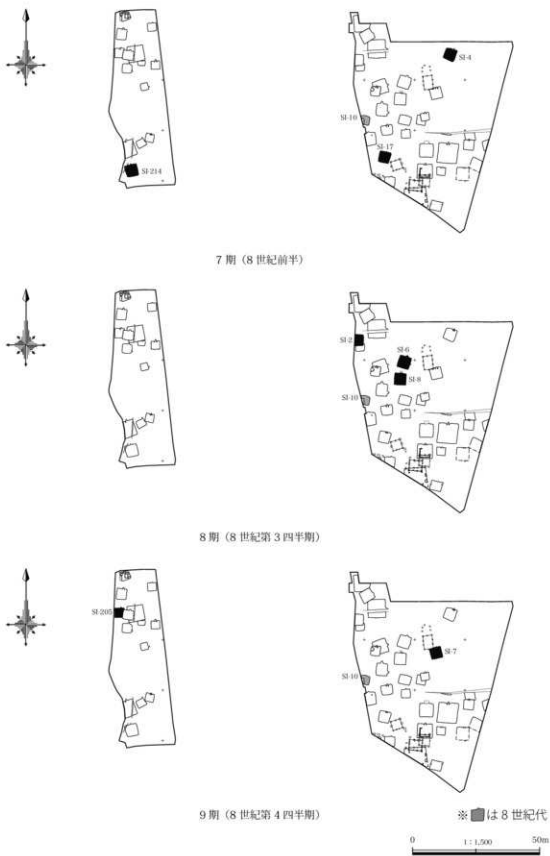 SI-4
SI-10
SI-17
SI-214
7 期（8 世紀前半）
SI-2
SI-6
SI-8
SI-10
8 期（8 世紀第 3 四半期）
SI-205
SI-7
SI-10
9 期（8 世紀第 4 四半期）
※ は 8 世紀代
0 1：1,500 50m